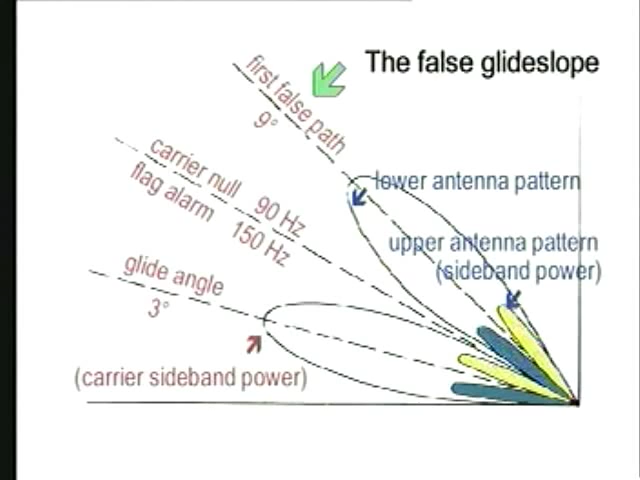 The false glideslope
first false path
9°
carrier null 90 Hz
flag alarm 150 Hz
lower antenna pattern
upper antenna pattern
(sideband power)
glide angle
3°
(carrier sideband power)